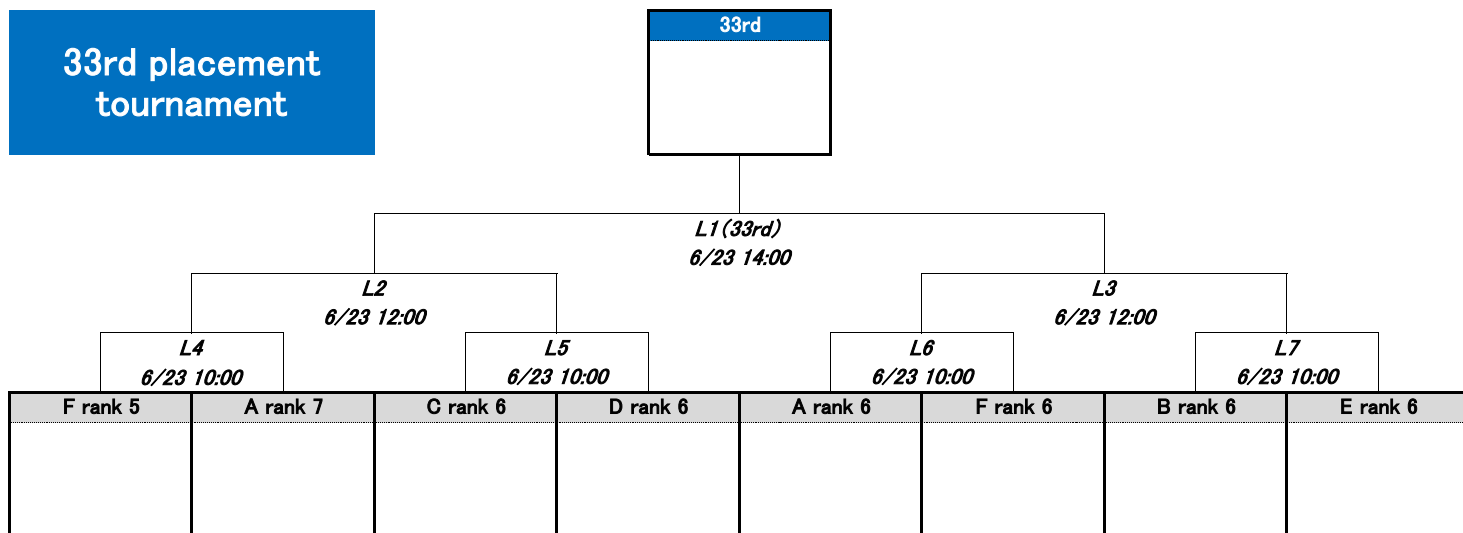 33rd placement
tournament
33rd
L1(33rd)
6/23 14:00
L2
6/23 12:00
L3
6/23 12:00
L4
6/23 10:00
L5
6/23 10:00
L6
6/23 10:00
L7
6/23 10:00
F rank 5
A rank 7
C rank 6
D rank 6
A rank 6
F rank 6
B rank 6
E rank 6